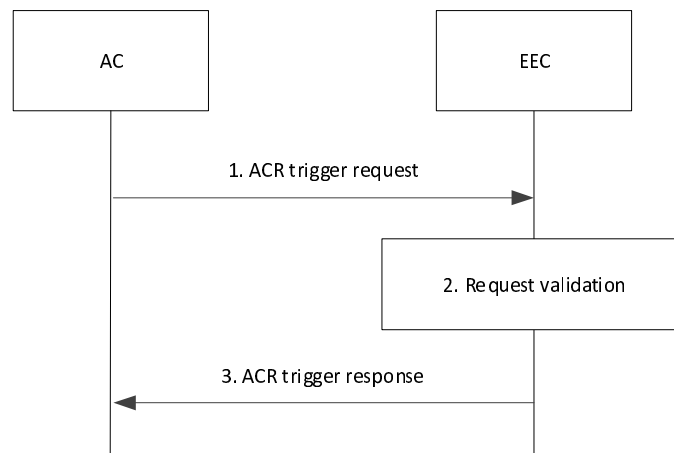 AC
EEC
1. ACR trigger request
2. Request validation
3. ACR trigger response